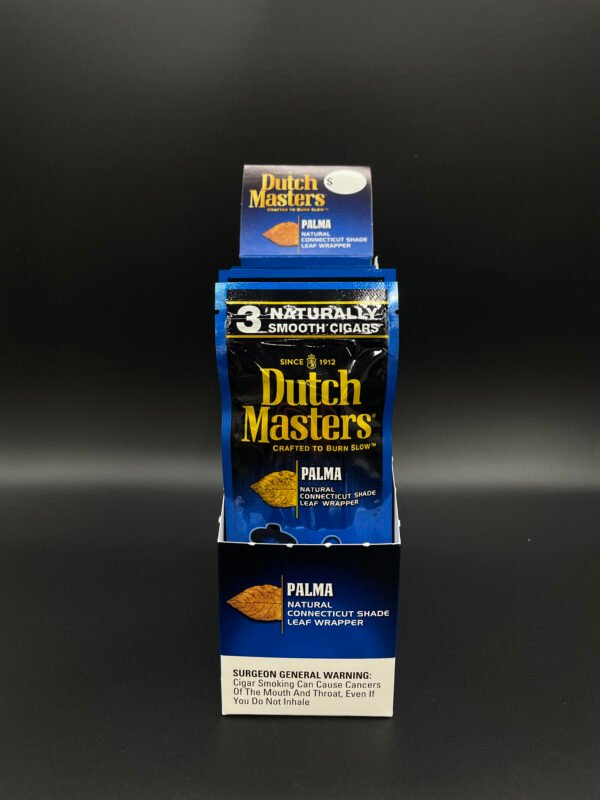 Dutch
Masters
CRAFTED TO BURN SLOW™
S
PALMA
NATURAL
CONNECTICUT SHADE
LEAF WRAPPER
3 NATURALLY
SMOOTH CIGARS
SINCE 1912
Dutch
Masters®
CRAFTED TO BURN SLOW™
PALMA
NATURAL
CONNECTICUT SHADE
LEAF WRAPPER
PALMA
NATURAL
CONNECTICUT SHADE
LEAF WRAPPER
SURGEON GENERAL WARNING:
Cigar Smoking Can Cause Cancers
Of The Mouth And Throat, Even If
You Do Not Inhale